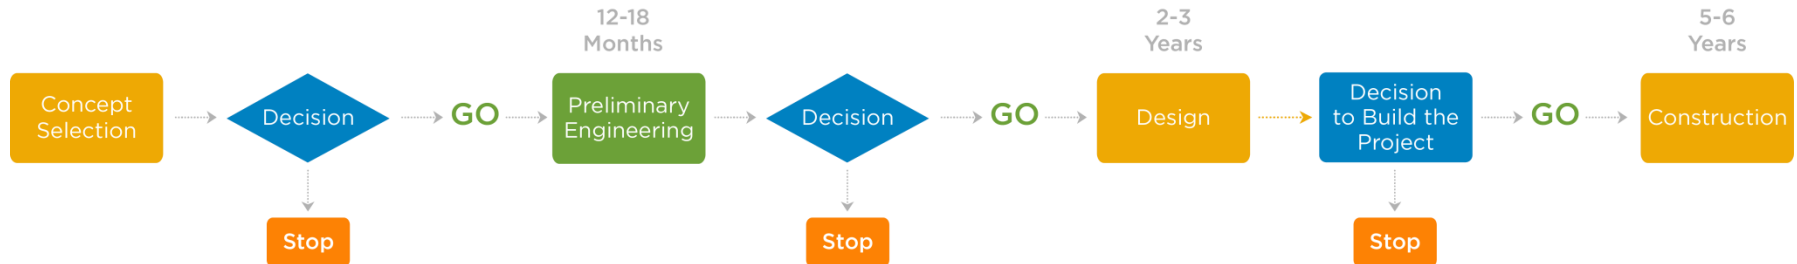 12-18
Months
2-3
Years
5-6
Years
Concept
Selection
Decision
GO
Preliminary
Engineering
Decision
GO
Design
Decision
to Build the
Project
GO
Construction
Stop
Stop
Stop